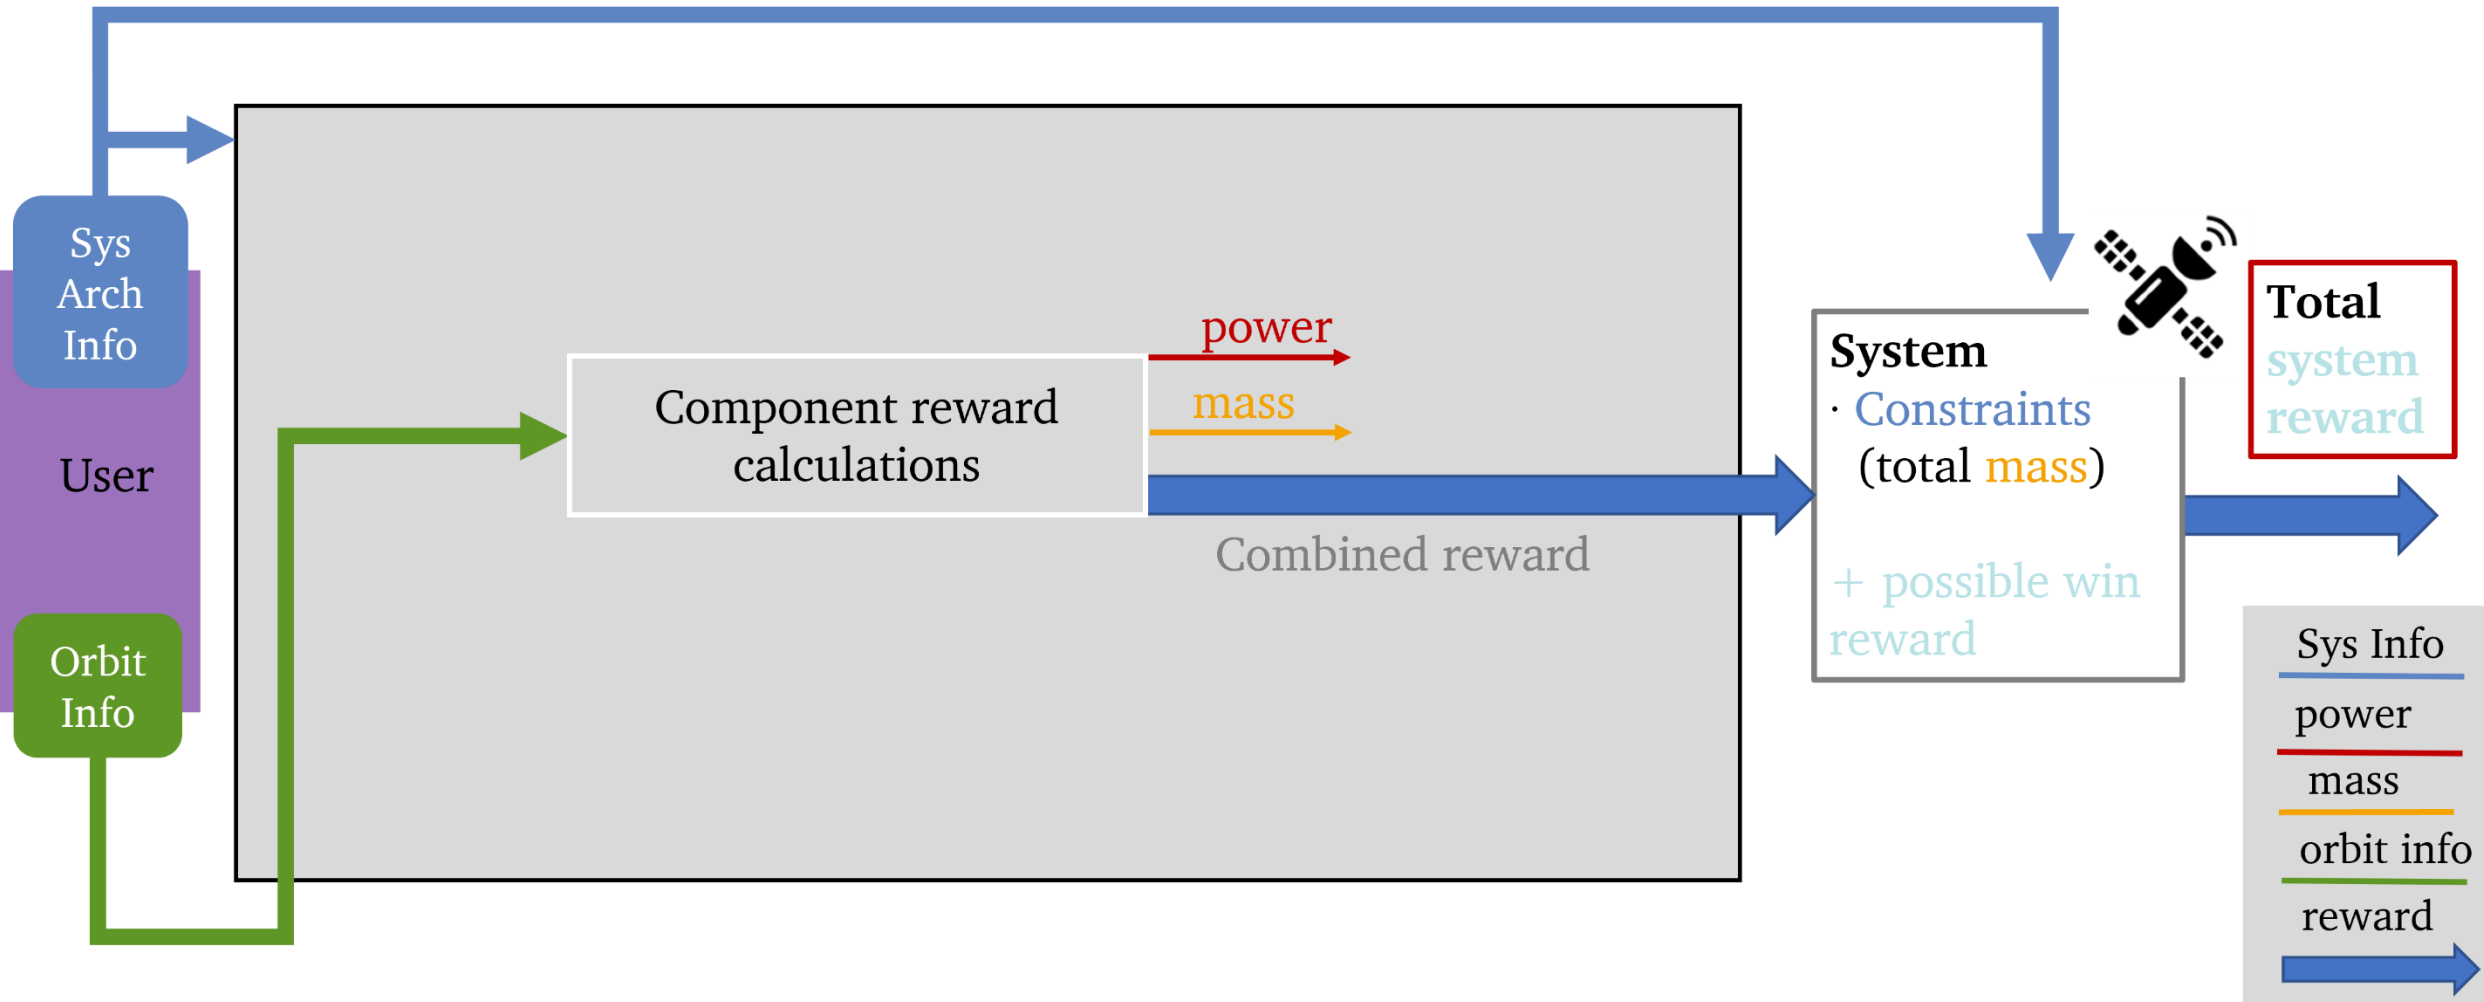 Sys
Arch
Info
User
Orbit
Info
Component reward
calculations
power
mass
Combined reward
System
· Constraints
(total mass)
+ possible win
reward
Total
system
reward
Sys Info
power
mass
orbit info
reward